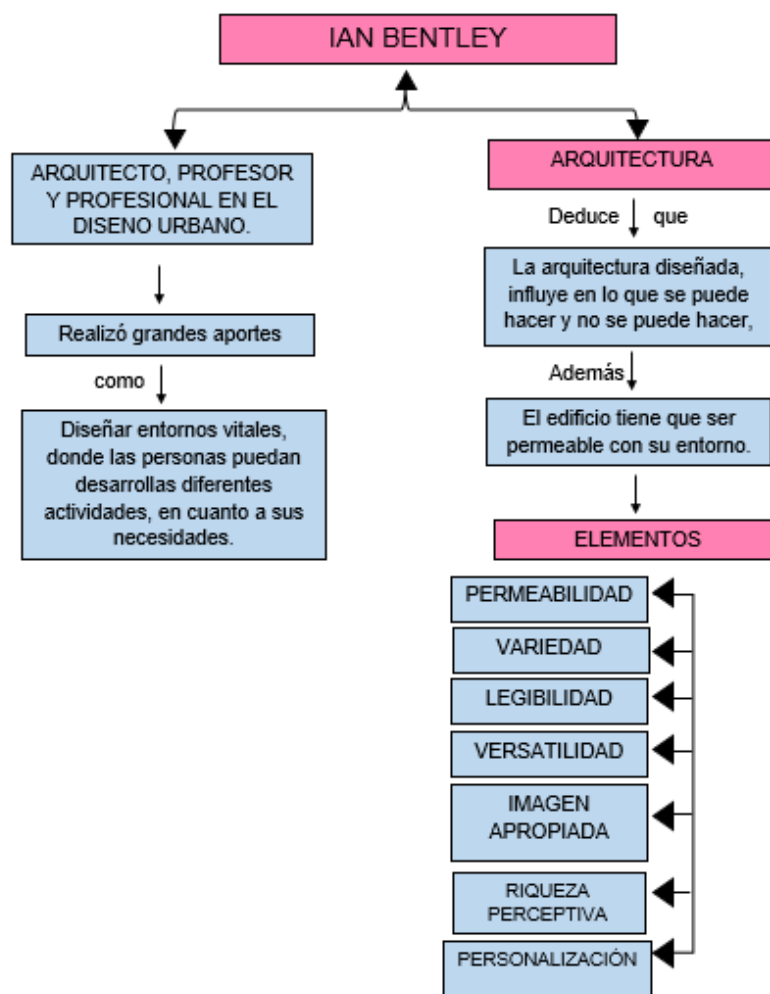 IAN BENTLEY
ARQUITECTO, PROFESOR
Y PROFESIONAL EN EL
DISENO URBANO.
Realizó grandes aportes
como
Diseñar entornos vitales,
donde las personas puedan
desarrollas diferentes
actividades, en cuanto a sus
necesidades.
ARQUITECTURA
Deduce que
La arquitectura diseñada,
influye en lo que se puede
hacer y no se puede hacer,
Además
El edificio tiene que ser
permeable con su entorno.
ELEMENTOS
PERMEABILIDAD
VARIEDAD
LEGIBILIDAD
VERSATILIDAD
IMAGEN
APROPIADA
RIQUEZA
PERCEPTIVA
PERSONALIZACIÓN